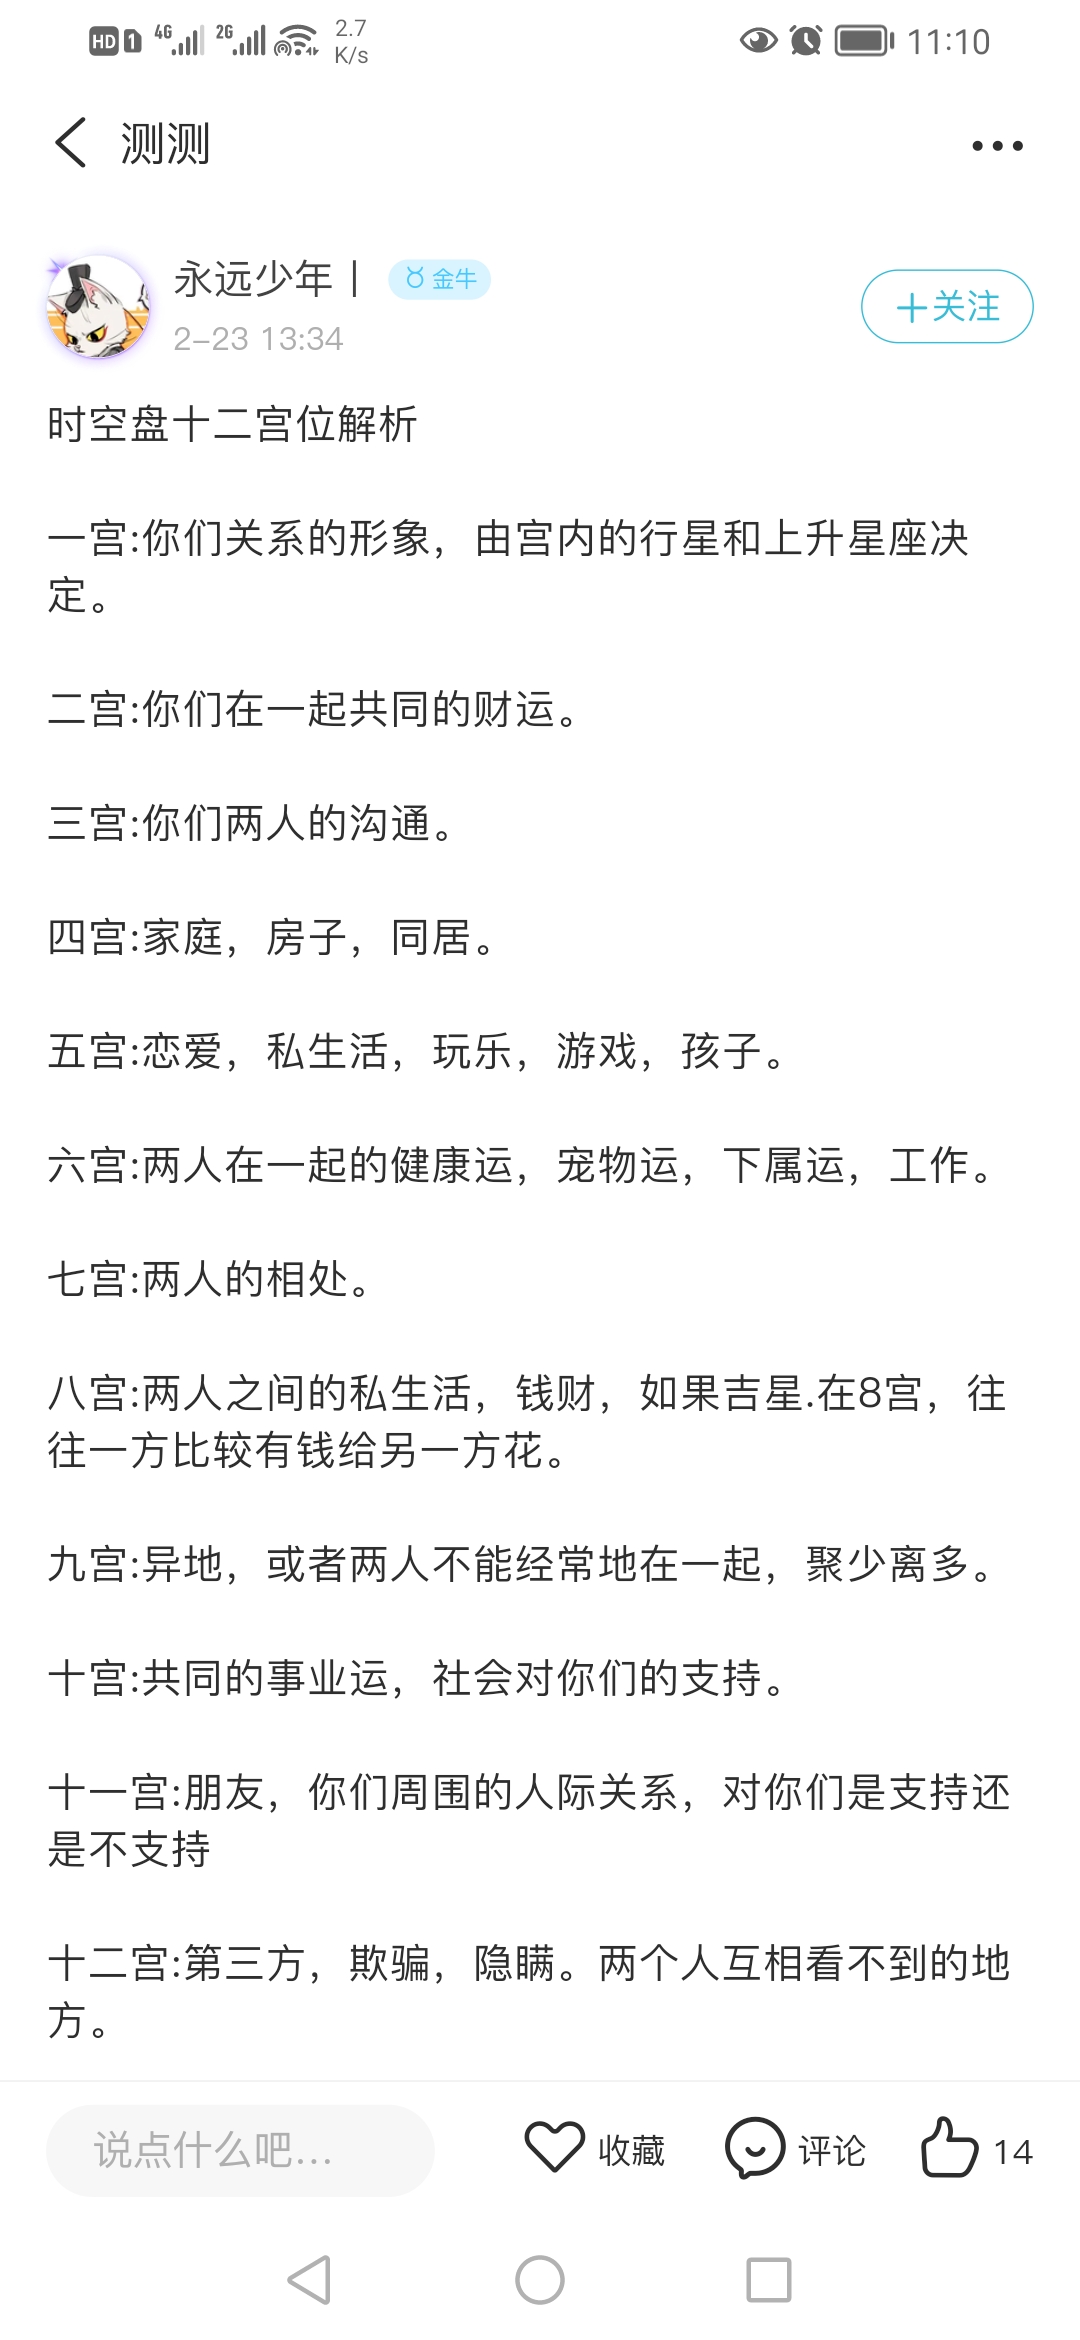 HD 1 4G 2G 2.7 K/s 11:10
测测
永远少年丨 金牛
2-23 13:34
+关注
时空盘十二宫位解析
一宫:你们关系的形象，由宫内的行星和上升星座决
定。
二宫:你们在一起共同的财运。
三宫:你们两人的沟通。
四宫:家庭，房子，同居。
五宫:恋爱，私生活，玩乐，游戏，孩子。
六宫:两人在一起的健康运，宠物运，下属运，工作。
七宫:两人的相处。
八宫:两人之间的私生活，钱财，如果吉星.在8宫，往
往一方比较有钱给另一方花。
九宫:异地，或者两人不能经常地在一起，聚少离多。
十宫:共同的事业运，社会对你们的支持。
十一宫:朋友，你们周围的人际关系，对你们是支持还
是不支持
十二宫:第三方，欺骗，隐瞒。两个人互相看不到的地
方。
说点什么吧... 收藏 评论 14